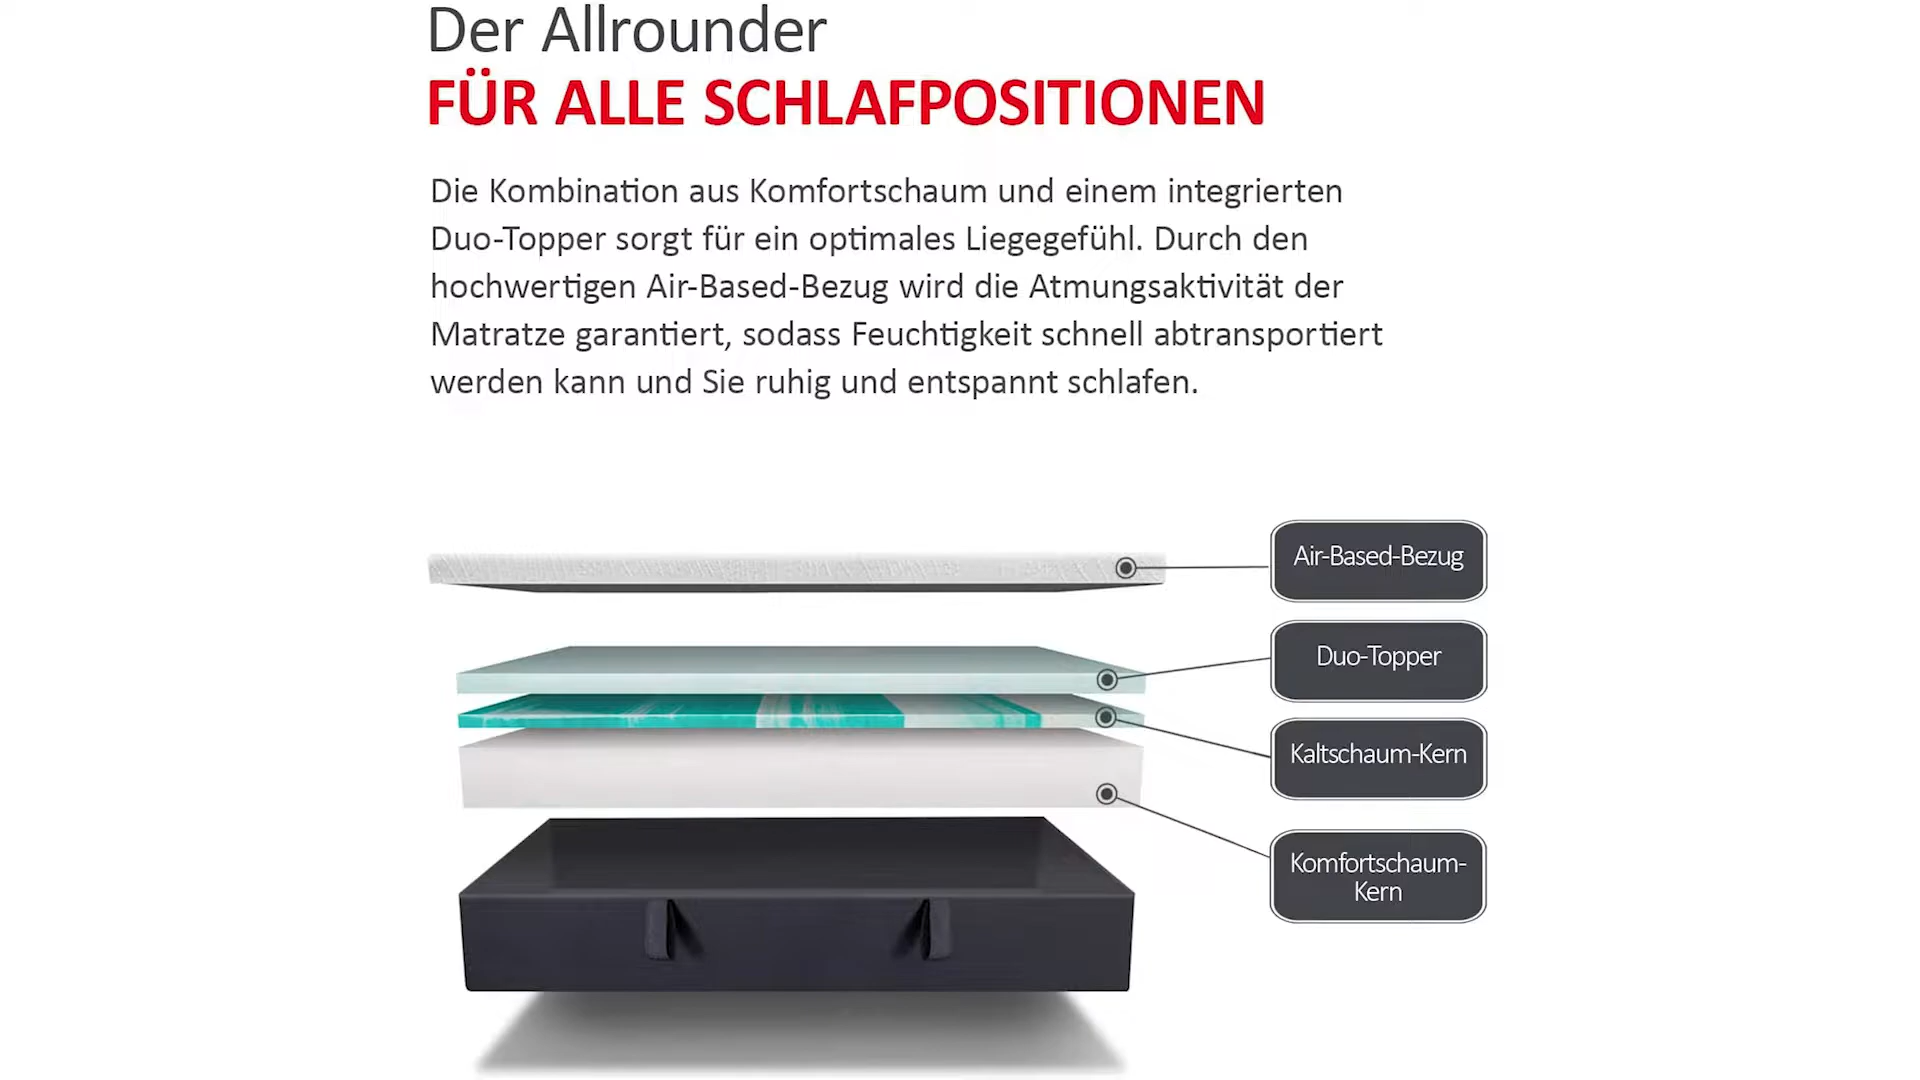 Der Allrounder
FÜR ALLE SCHLAFPOSITIONEN
Die Kombination aus Komfortschaum und einem integrierten
Duo-Topper sorgt für ein optimales Liegegefühl. Durch den
hochwertigen Air-Based-Bezug wird die Atmungsaktivität der
Matratze garantiert, sodass Feuchtigkeit schnell abtransportiert
werden kann und Sie ruhig und entspannt schlafen.
Air-Based-Bezug
Duo-Topper
Kaltschaum-Kern
Komfortschaum-
Kern